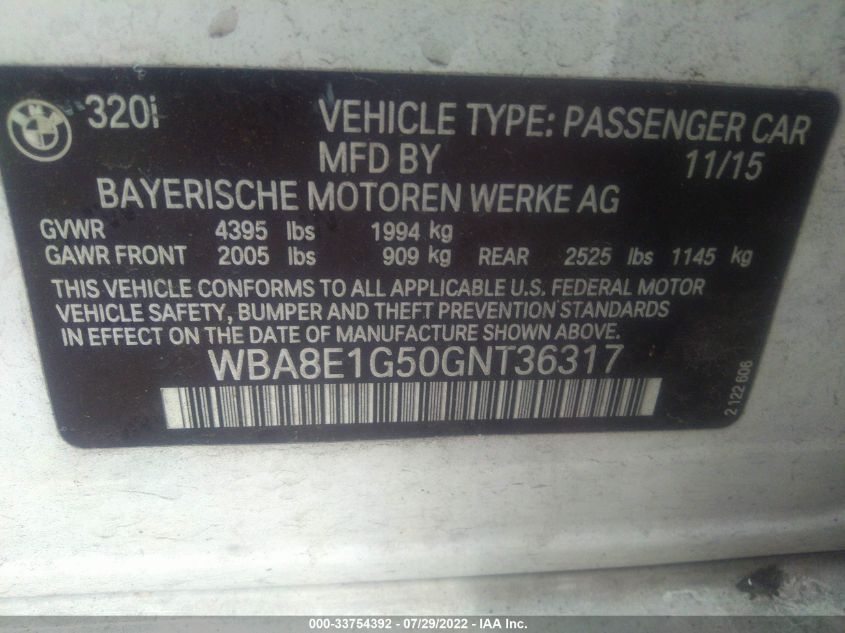 320i VEHICLE TYPE: PASSENGER CAR
MFD BY 11/15
BAYERISCHE MOTOREN WERKE AG
GVWR 4395 lbs 1994 kg
GAWR FRONT 2005 lbs 909 kg REAR 2525 lbs 1145 kg
THIS VEHICLE CONFORMS TO ALL APPLICABLE U.S. FEDERAL MOTOR
VEHICLE SAFETY, BUMPER AND THEFT PREVENTION STANDARDS
IN EFFECT ON THE DATE OF MANUFACTURE SHOWN ABOVE.
WBA8E1G50GNT36317
2 122 606
000-33754392 - 07/29/2022 - IAA Inc.